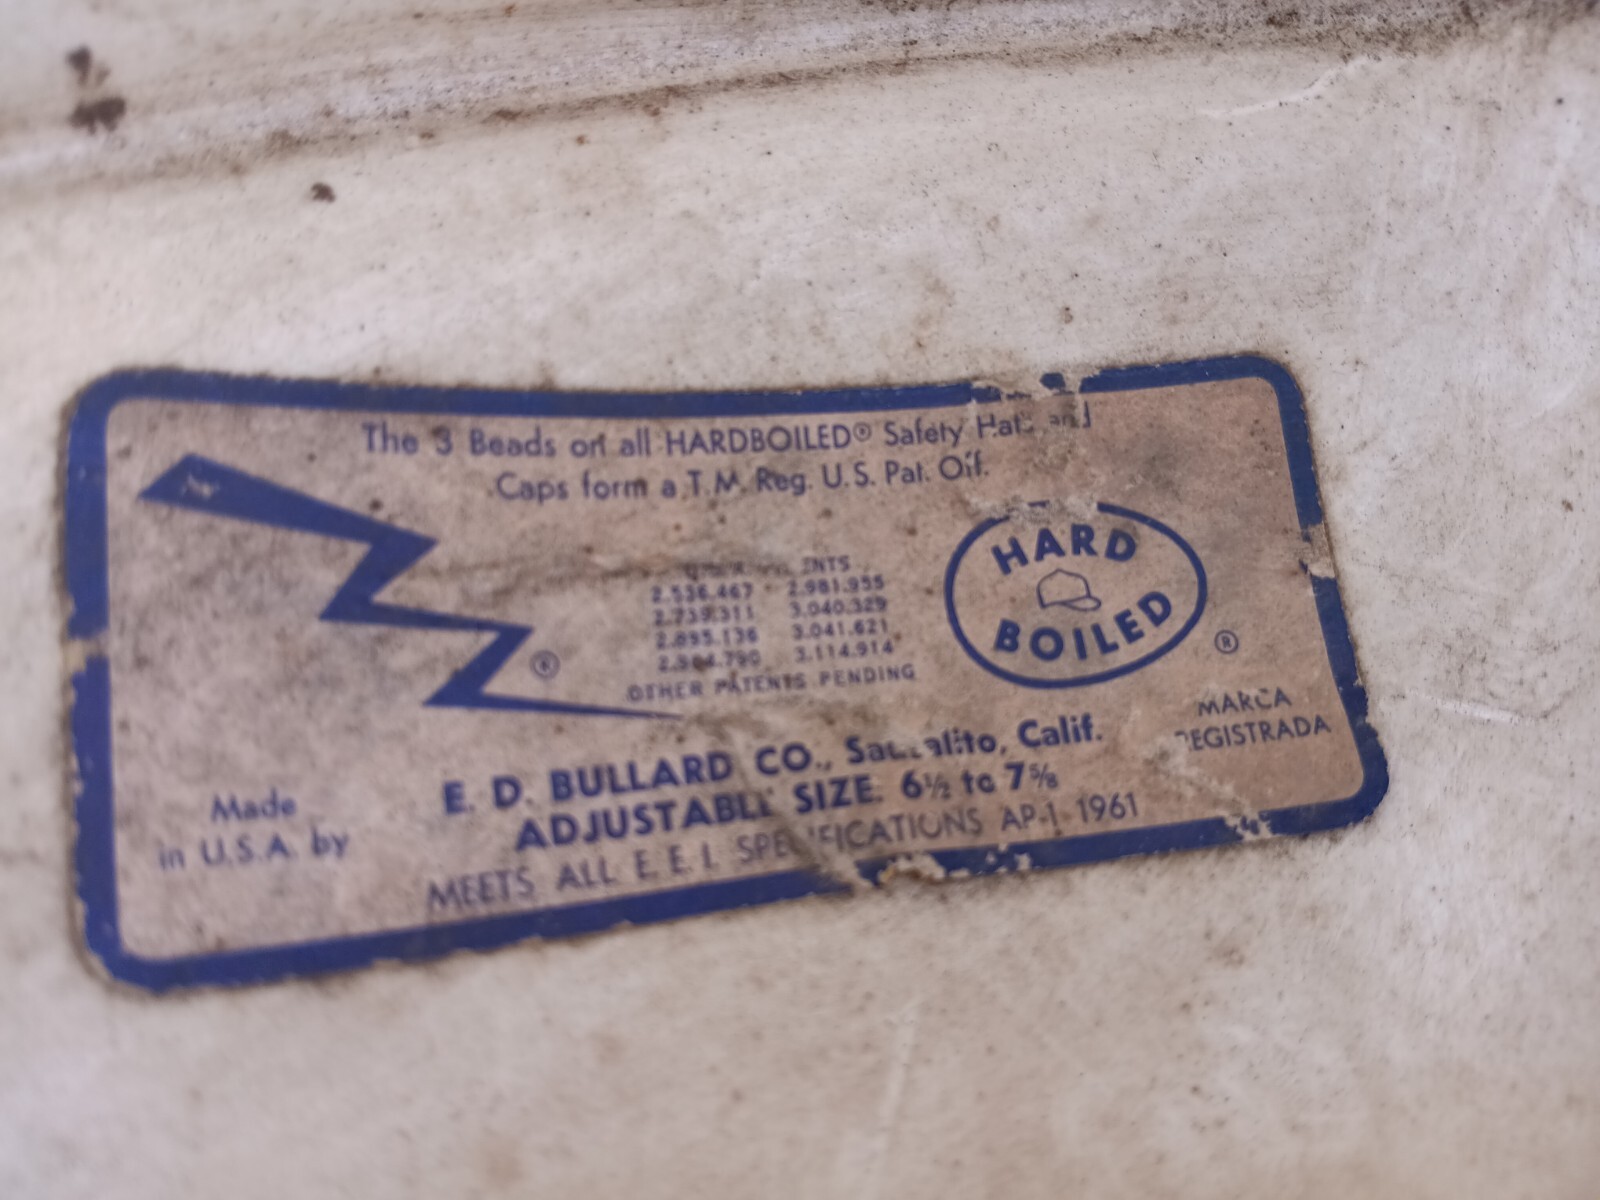 The 3 Beads on all HARDBOILED® Safety Hats and
Caps form a T.M. Reg. U.S. Pat. Off.
2.536.467 2.981.955
2.739.311 3.040.329
2.895.136 3.041.621
3.114.914
OTHER PATENTS PENDING
HARD
BOILED
®
®
MARCA
REGISTRADA
Made
in U.S.A. by
E. D. BULLARD CO., Sausalito, Calif.
ADJUSTABLE SIZE 6½ to 7⅝
MEETS ALL E.E.I. SPECIFICATIONS AP-1 1961